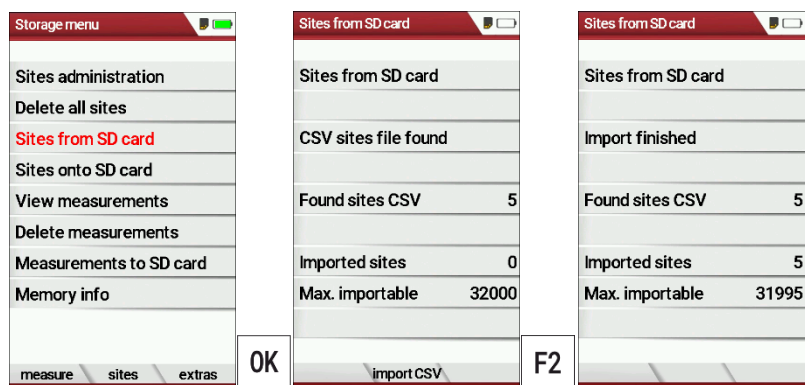 Storage menu
Sites administration
Delete all sites
Sites from SD card
Sites onto SD card
View measurements
Delete measurements
Measurements to SD card
Memory info
measure sites extras
OK
Sites from SD card
Sites from SD card
CSV sites file found
Found sites CSV 5
Imported sites 0
Max. importable 32000
import CSV
F2
Sites from SD card
Sites from SD card
Import finished
Found sites CSV 5
Imported sites 5
Max. importable 31995